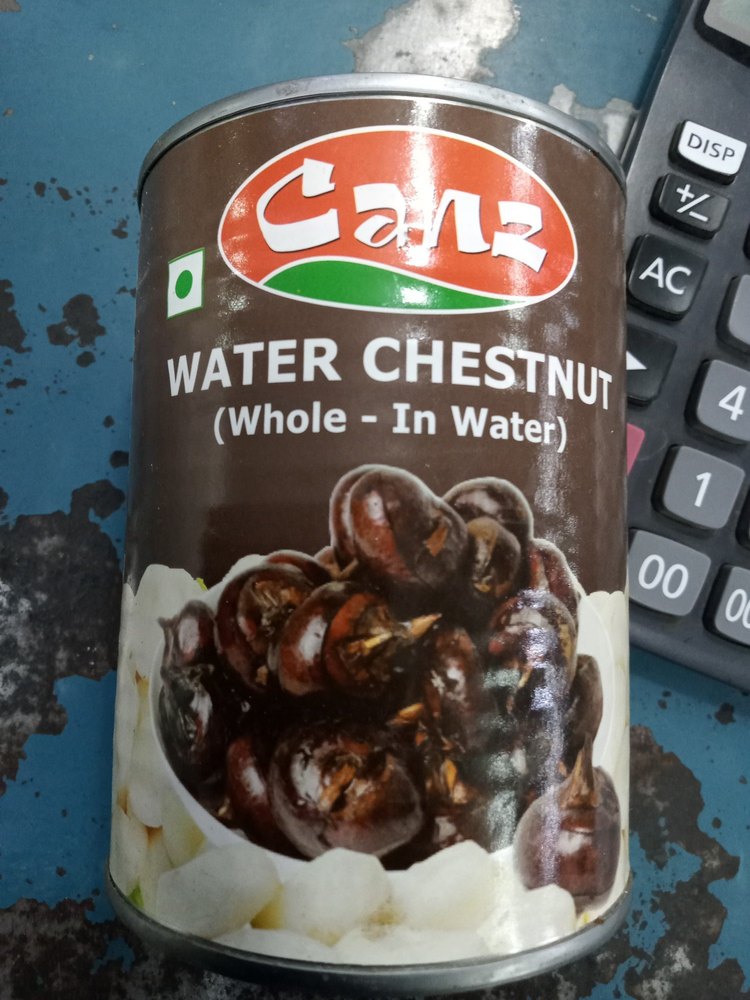 Canz
WATER CHESTNUT
(Whole - In Water)
DISP
+/-
AC
4
1
00